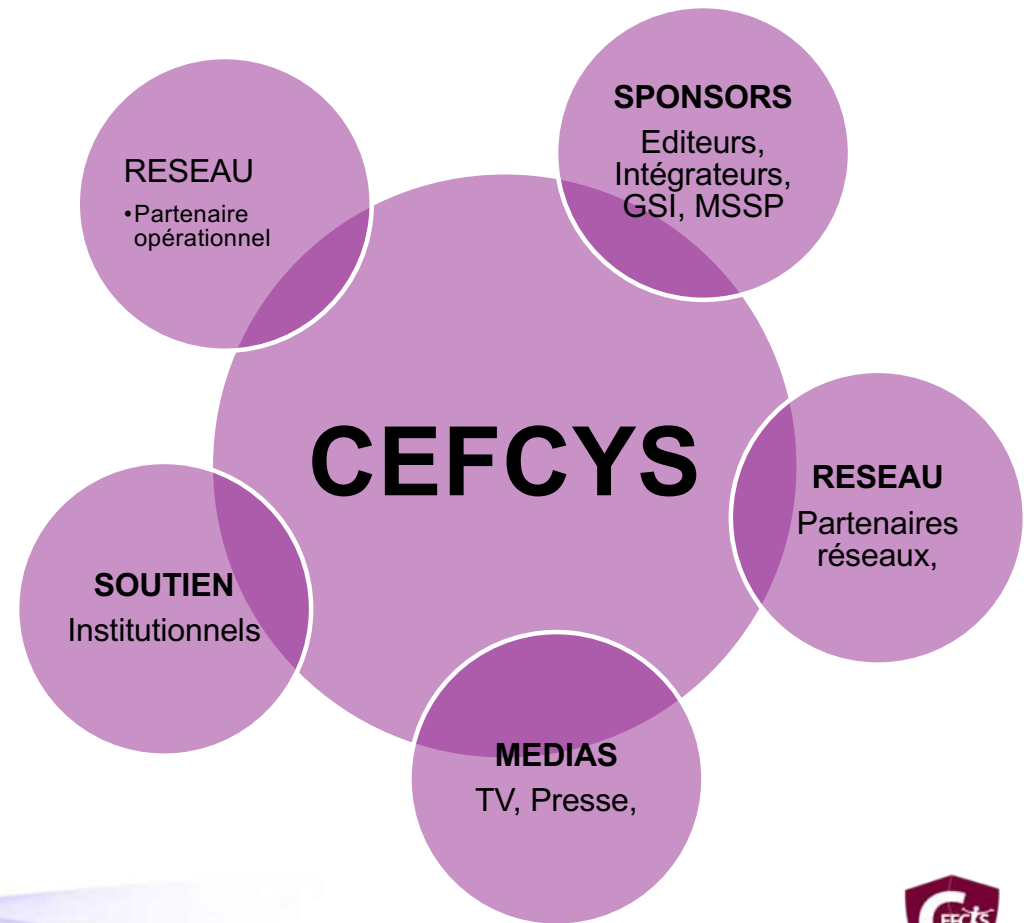 SPONSORS
Editeurs,
Intégrateurs,
GSI, MSSP
RESEAU
•Partenaire
opérationnel
CEFCYS
RESEAU
Partenaires
réseaux,
SOUTIEN
Institutionnels
MEDIAS
TV, Presse,